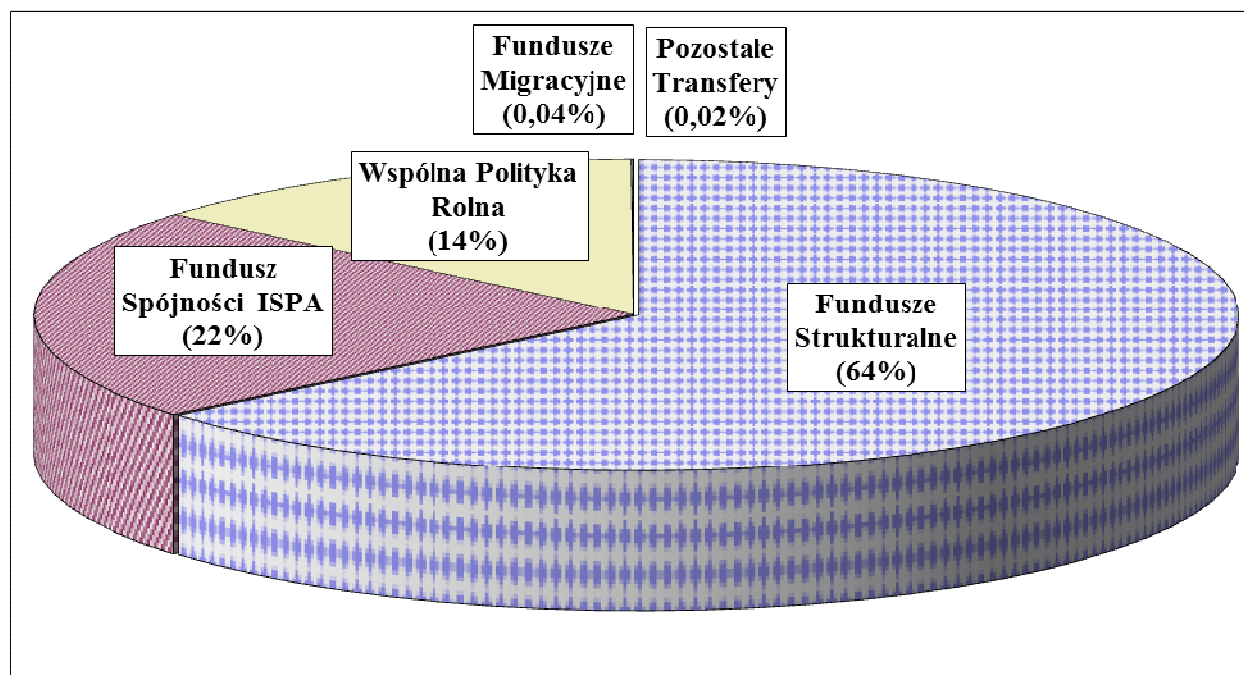 Fundusze
Migracyjne
(0,04%)
Pozostałe
Transfery
(0,02%)
Wspólna Polityka
Rolna
(14%)
Fundusz
Spójności ISPA
(22%)
Fundusze
Strukturalne
(64%)